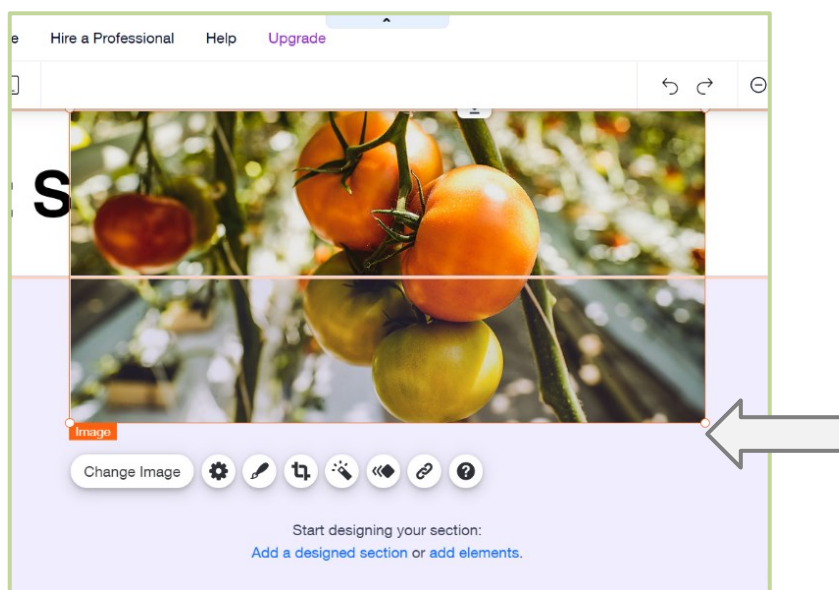 e Hire a Professional Help Upgrade
S
Image
Change Image
Start designing your section:
Add a designed section or add elements.